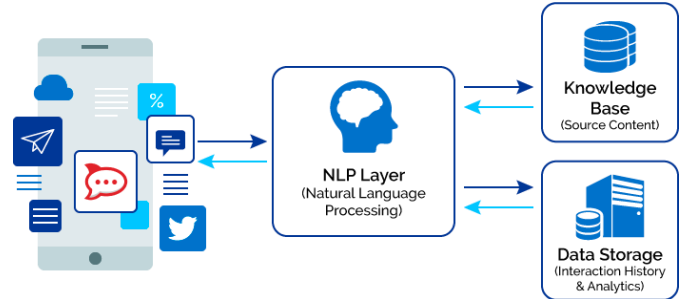 %
NLP Layer
(Natural Language
Processing)
Knowledge
Base
(Source Content)
Data Storage
(Interaction History
& Analytics)